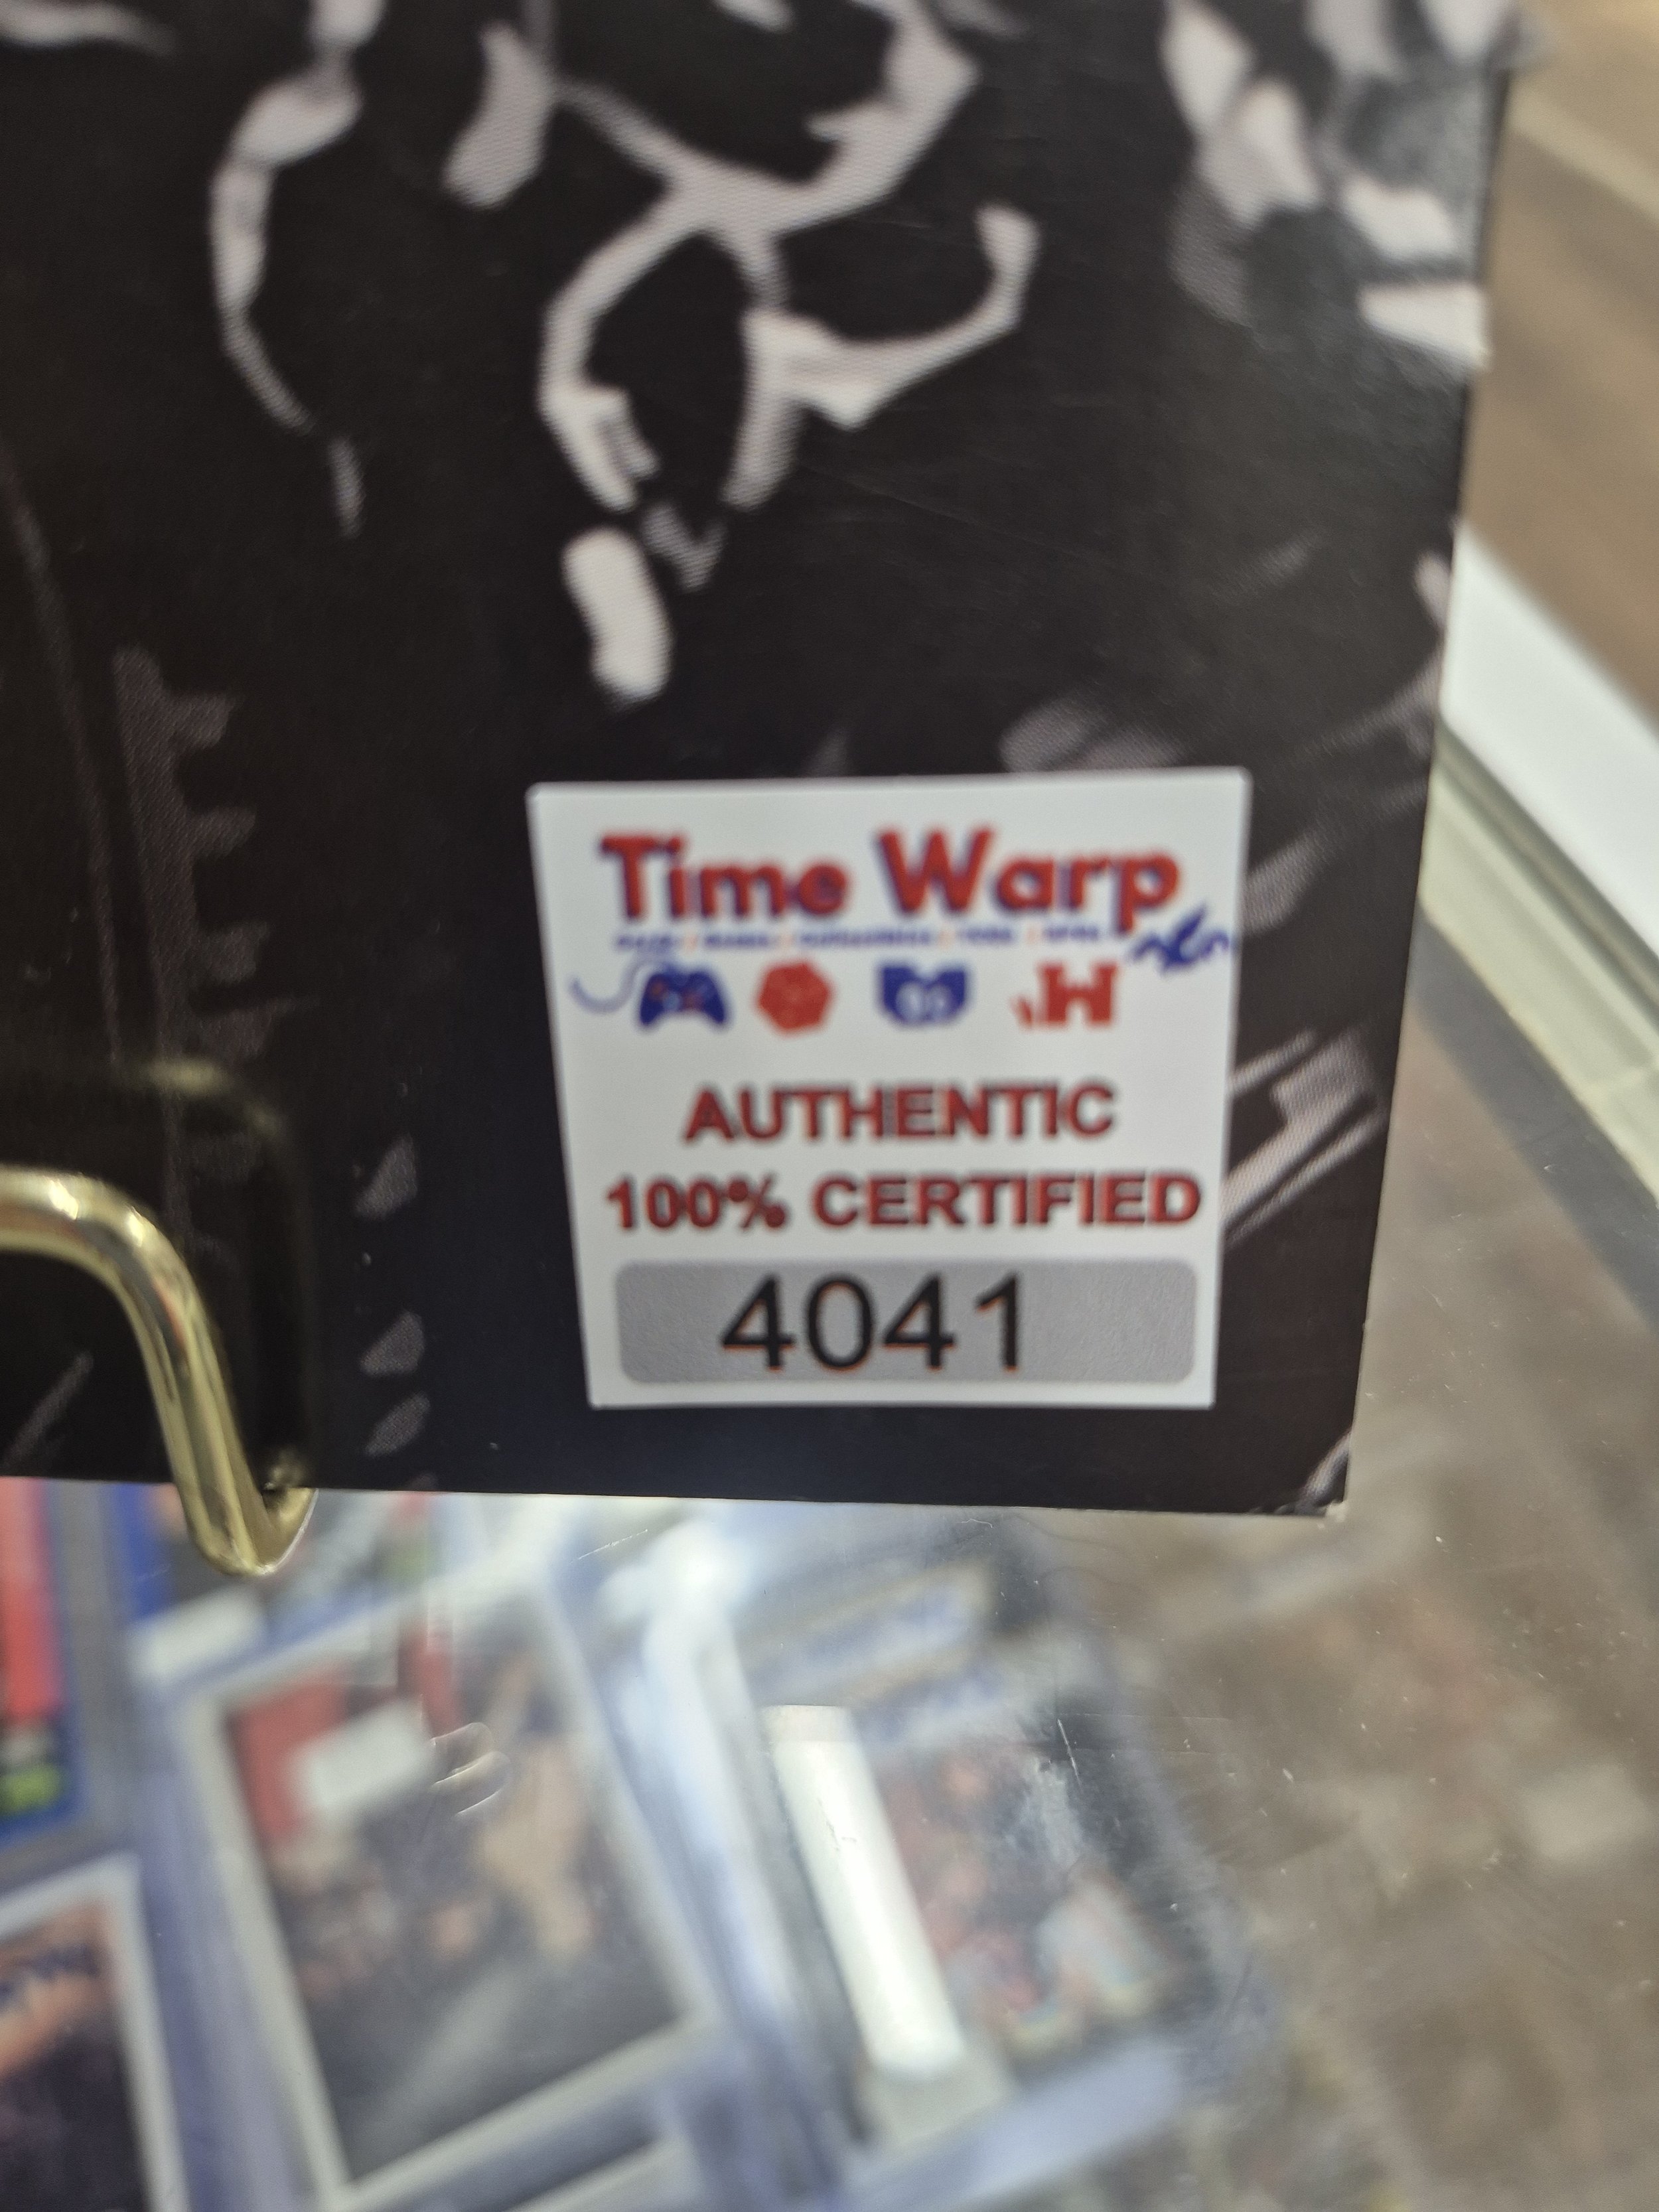 Time Warp
AUTHENTIC
100% CERTIFIED
4041